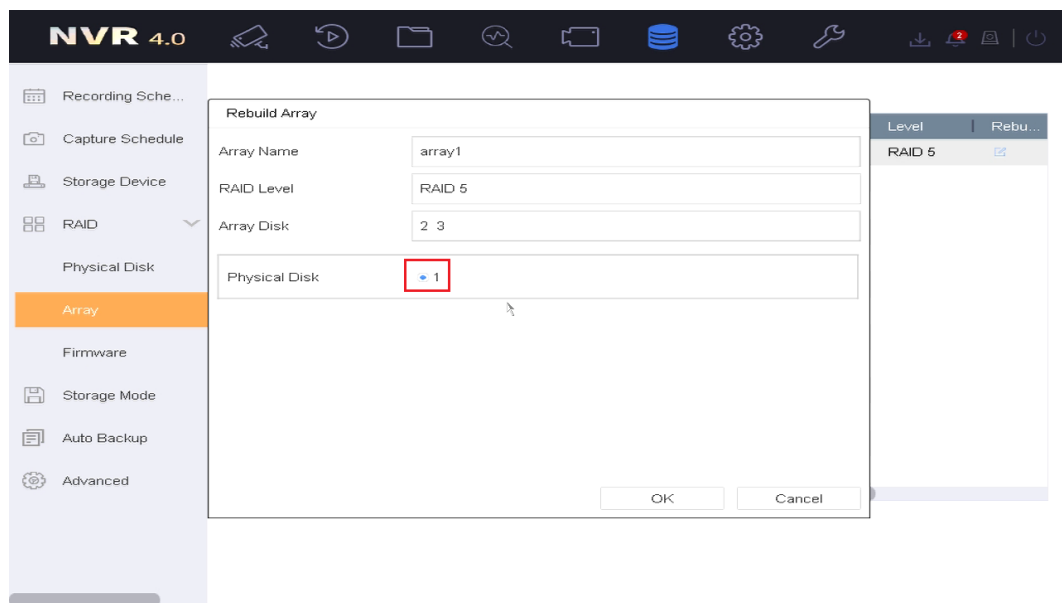 NVR 4.0
2
Recording Sche...
Capture Schedule
Storage Device
RAID
Physical Disk
Array
Firmware
Storage Mode
Auto Backup
Advanced
Rebuild Array
Array Name array1
RAID Level RAID 5
Array Disk 2 3
Physical Disk 1
OK Cancel
Level Rebu...
RAID 5